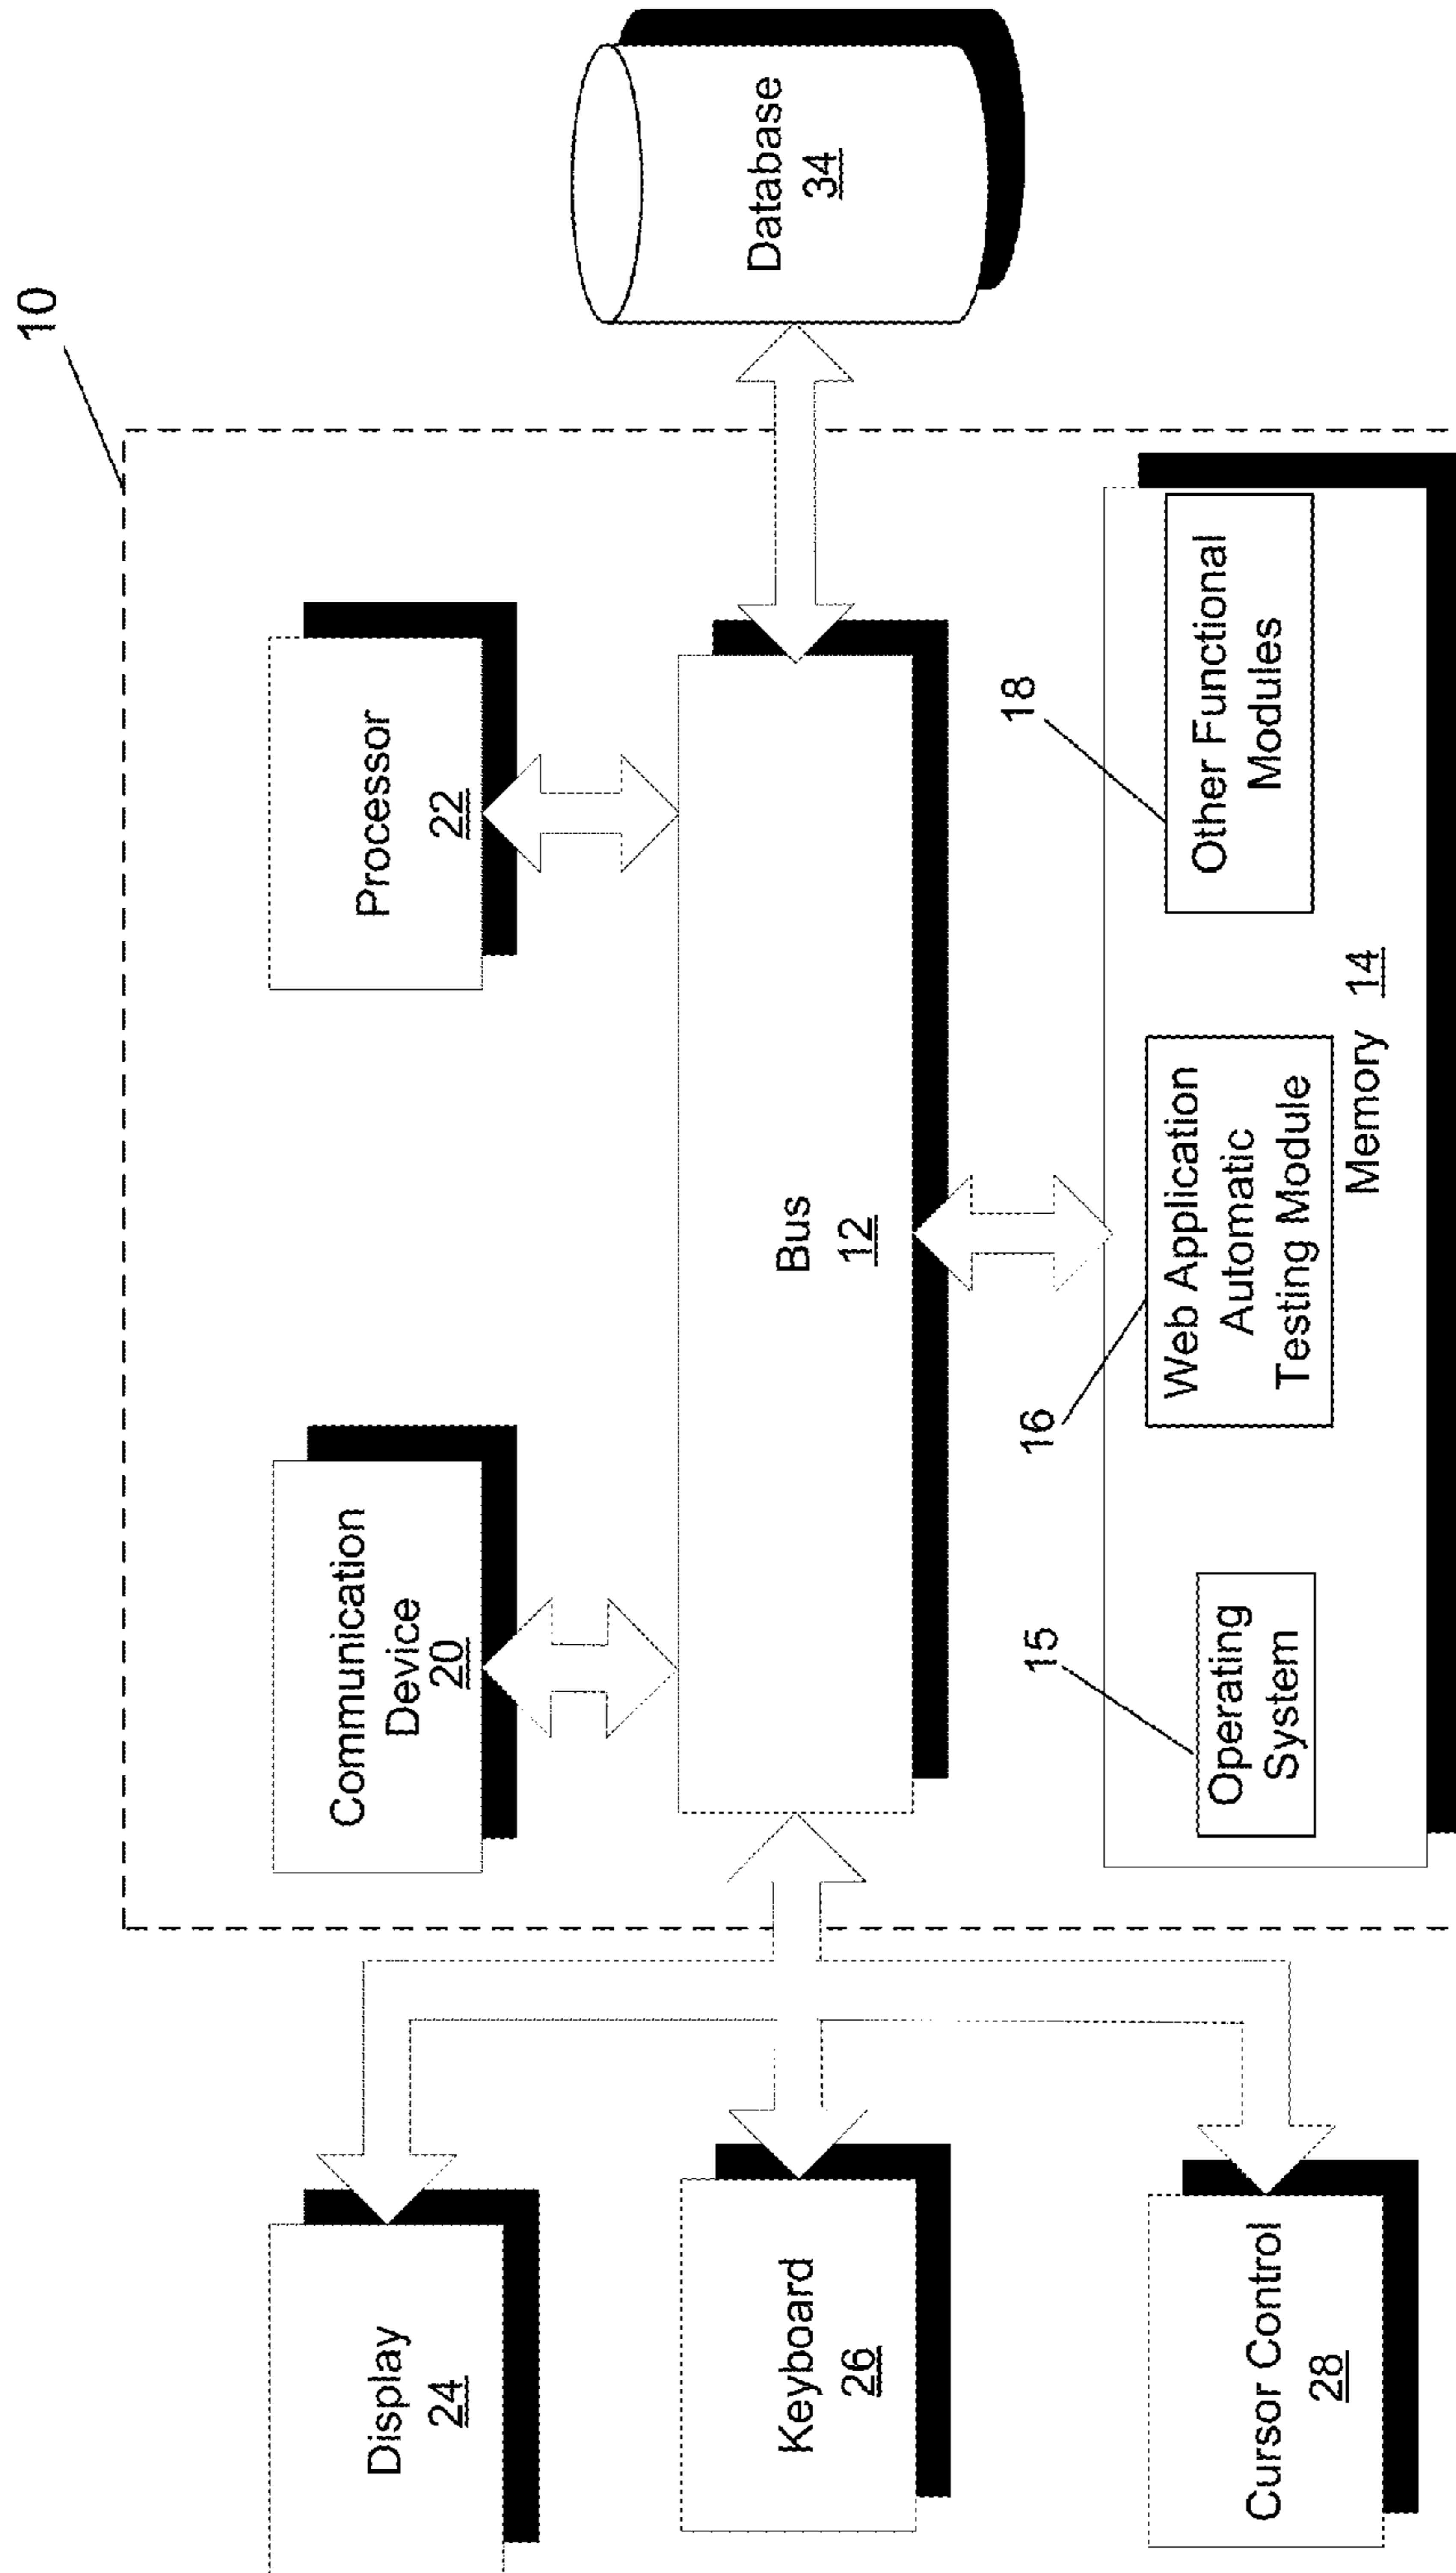 10
Communication
Device
20
Processor
22
Display
24
Keyboard
26
Bus
12
Database
34
Cursor Control
28
15
Operating
System
16
Web Application
Automatic
Testing Module
18
Other Functional
Modules
Memory 14